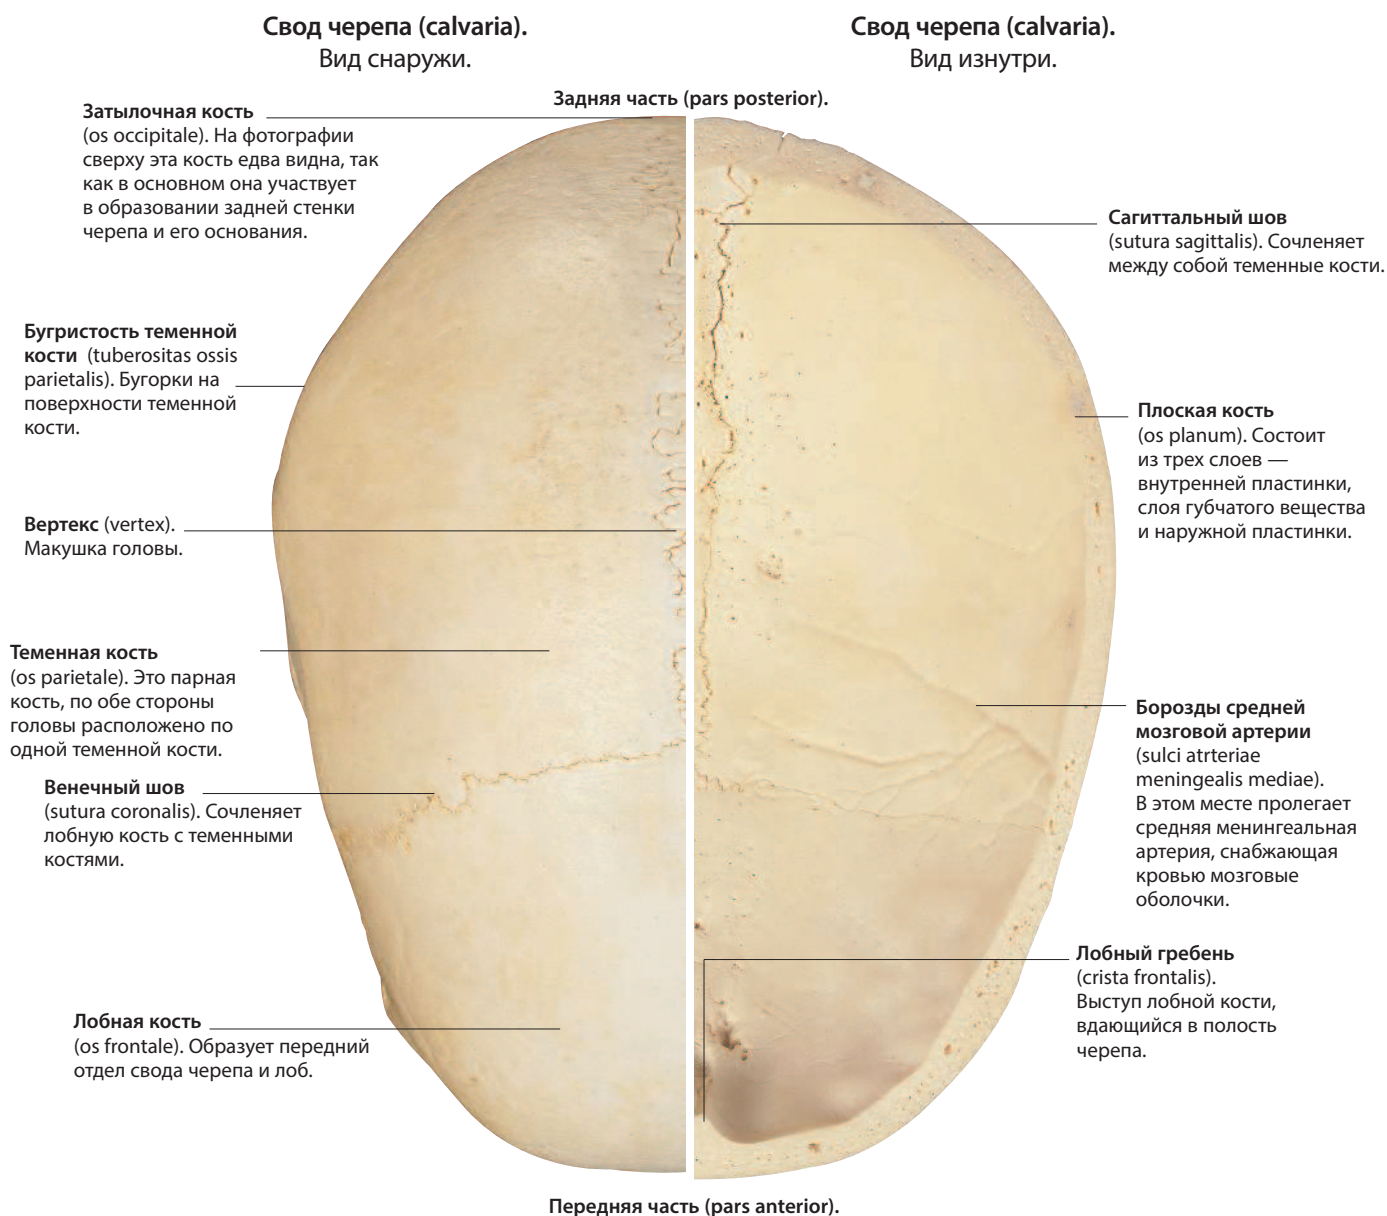 Свод черепа (calvaria).
Вид снаружи.
Свод черепа (calvaria).
Вид изнутри.
Задняя часть (pars posterior).
Затылочная кость
(os occipitale). На фотографии
сверху эта кость едва видна, так
как в основном она участвует
в образовании задней стенки
черепа и его основания.
Бугристость теменной
кости (tuberositas ossis
parietalis). Бугорки на
поверхности теменной
кости.
Вертекс (vertex).
Макушка головы.
Теменная кость
(os parietale). Это парная
кость, по обе стороны
головы расположено по
одной теменной кости.
Венечный шов
(sutura coronalis). Сочленяет
лобную кость с теменными
костями.
Лобная кость
(os frontale). Образует передний
отдел свода черепа и лоб.
Сагиттальный шов
(sutura sagittalis). Сочленяет
между собой теменные кости.
Плоская кость
(os planum). Состоит
из трех слоев —
внутренней пластинки,
слоя губчатого вещества
и наружной пластинки.
Борозды средней
мозговой артерии
(sulci atrteriae
meningealis mediae).
В этом месте пролегает
средняя менингеальная
артерия, снабжающая
кровью мозговые
оболочки.
Лобный гребень
(crista frontalis).
Выступ лобной кости,
вдающийся в полость
черепа.
Передняя часть (pars anterior).